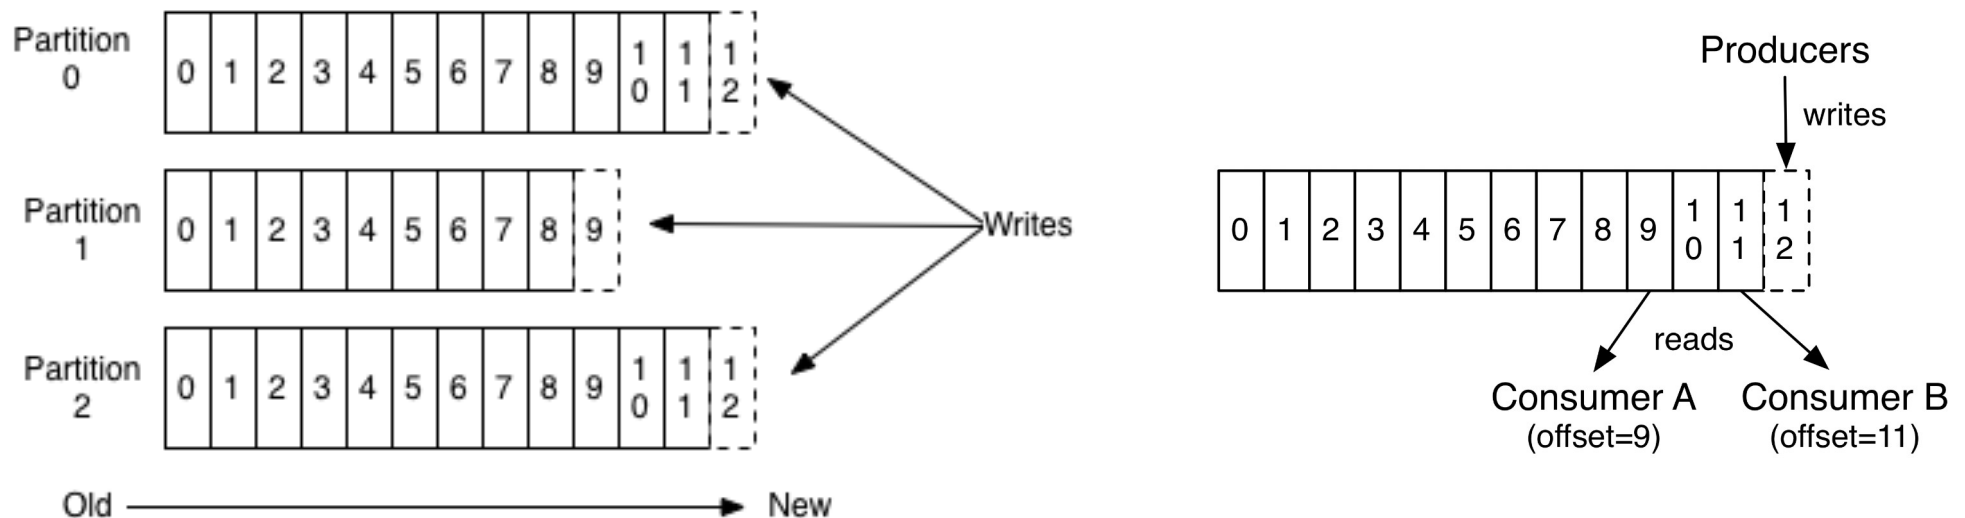 Partition
0
0 1 2 3 4 5 6 7 8 9 10 11 12
Partition
1
0 1 2 3 4 5 6 7 8 9
Writes
Partition
2
0 1 2 3 4 5 6 7 8 9 10 11 12
Old
New
Producers
writes
0 1 2 3 4 5 6 7 8 9 10 11 12
reads
Consumer A
(offset=9)
Consumer B
(offset=11)